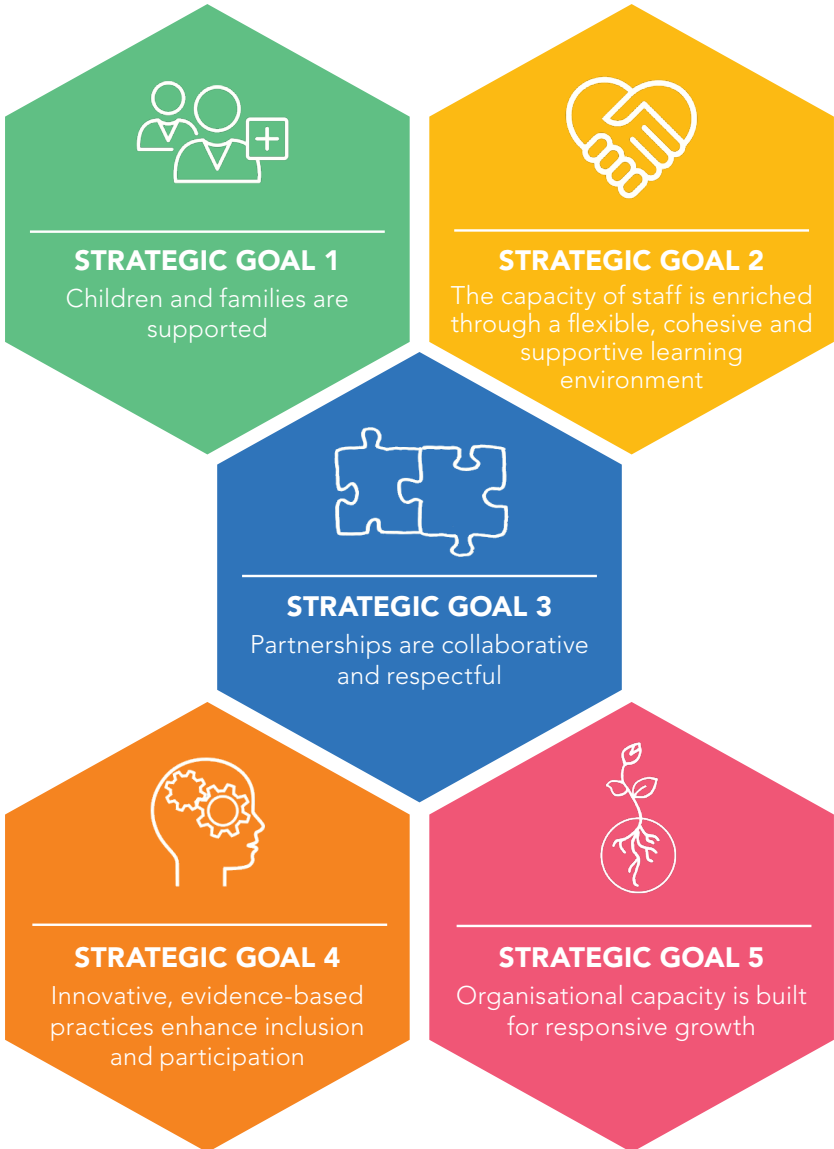 STRATEGIC GOAL 1
Children and families are
supported
STRATEGIC GOAL 2
The capacity of staff is enriched
through a flexible, cohesive and
supportive learning
environment
STRATEGIC GOAL 3
Partnerships are collaborative
and respectful
STRATEGIC GOAL 4
Innovative, evidence-based
practices enhance inclusion
and participation
STRATEGIC GOAL 5
Organisational capacity is built
for responsive growth